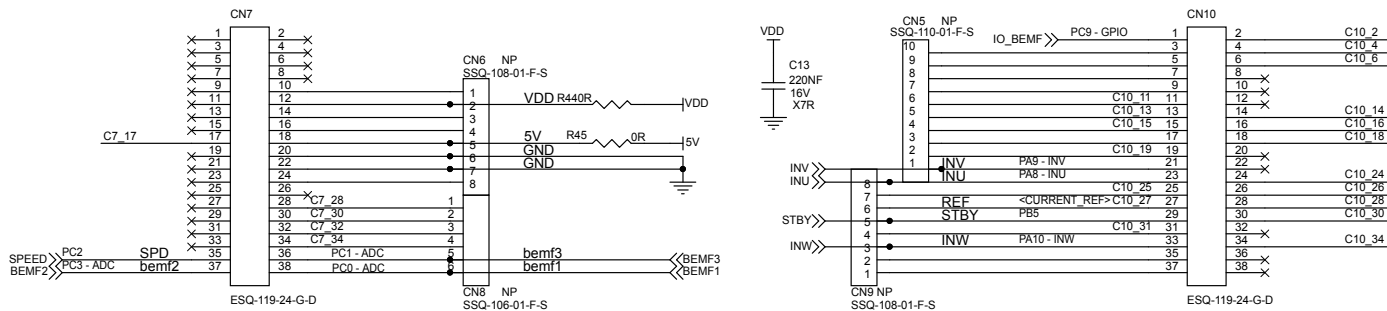 CN7
1 2
3 4
5 6
7 8
9 10
11 12
13 14
15 16
17 18
19 20
21 22
23 24
25 26
27 28
29 30
31 32
33 34
35 36
37 38
ESQ-119-24-G-D
C7_17
C7_28
C7_30
C7_32
C7_34
SPEED PC2 SPD
BEMF2 PC3 - ADC bemf2
PC1 - ADC bemf3 BEMF3
PC0 - ADC bemf1 BEMF1
CN6 NP
SSQ-108-01-F-S
1
2
3
4
5
6
7
8
VDD R44 0R VDD
5V R45 0R 5V
GND
GND
1
2
3
4
5
6
CN8 NP
SSQ-106-01-F-S
VDD
C13
220NF
16V
X7R
CN5 NP
SSQ-110-01-F-S
10
9
8
7
6
5
4
3
2
1
IO_BEMF PC9 - GPIO
C10_11
C10_13
C10_15
C10_19
INV INV PA9 - INV
INU INU PA8 - INU
C10_25
REF <CURRENT_REF> C10_27
STBY STBY PB5
C10_31
INW INW PA10 - INW
8
7
6
5
4
3
2
1
CN9 NP
SSQ-108-01-F-S
CN10
1 2
3 4
5 6
7 8
9 10
11 12
13 14
15 16
17 18
19 20
21 22
23 24
25 26
27 28
29 30
31 32
33 34
35 36
37 38
ESQ-119-24-G-D
C10_2
C10_4
C10_6
C10_14
C10_16
C10_18
C10_24
C10_26
C10_28
C10_30
C10_34